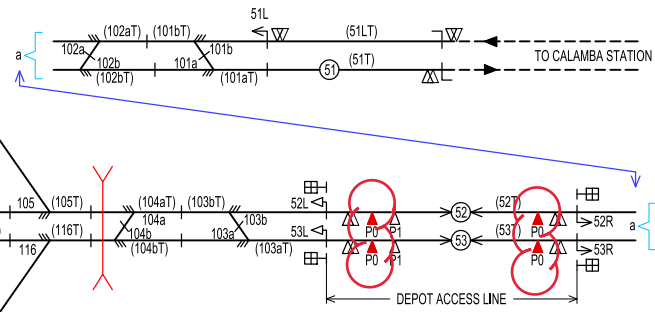 51L
(102aT) (101bT) (51LT)
a 102a 101b
102b 101a
TO CALAMBA STATION
(102bT) (101aT) 51 (51T)
105 (105T) (104aT) (103bT) 52L 52 (52T)
104a 103b P0 P1 P0 52R
a
116 (116T) 104b 103a 53L 53 (53T) 53R
(104bT) (103aT) P0 P1 P0
DEPOT ACCESS LINE